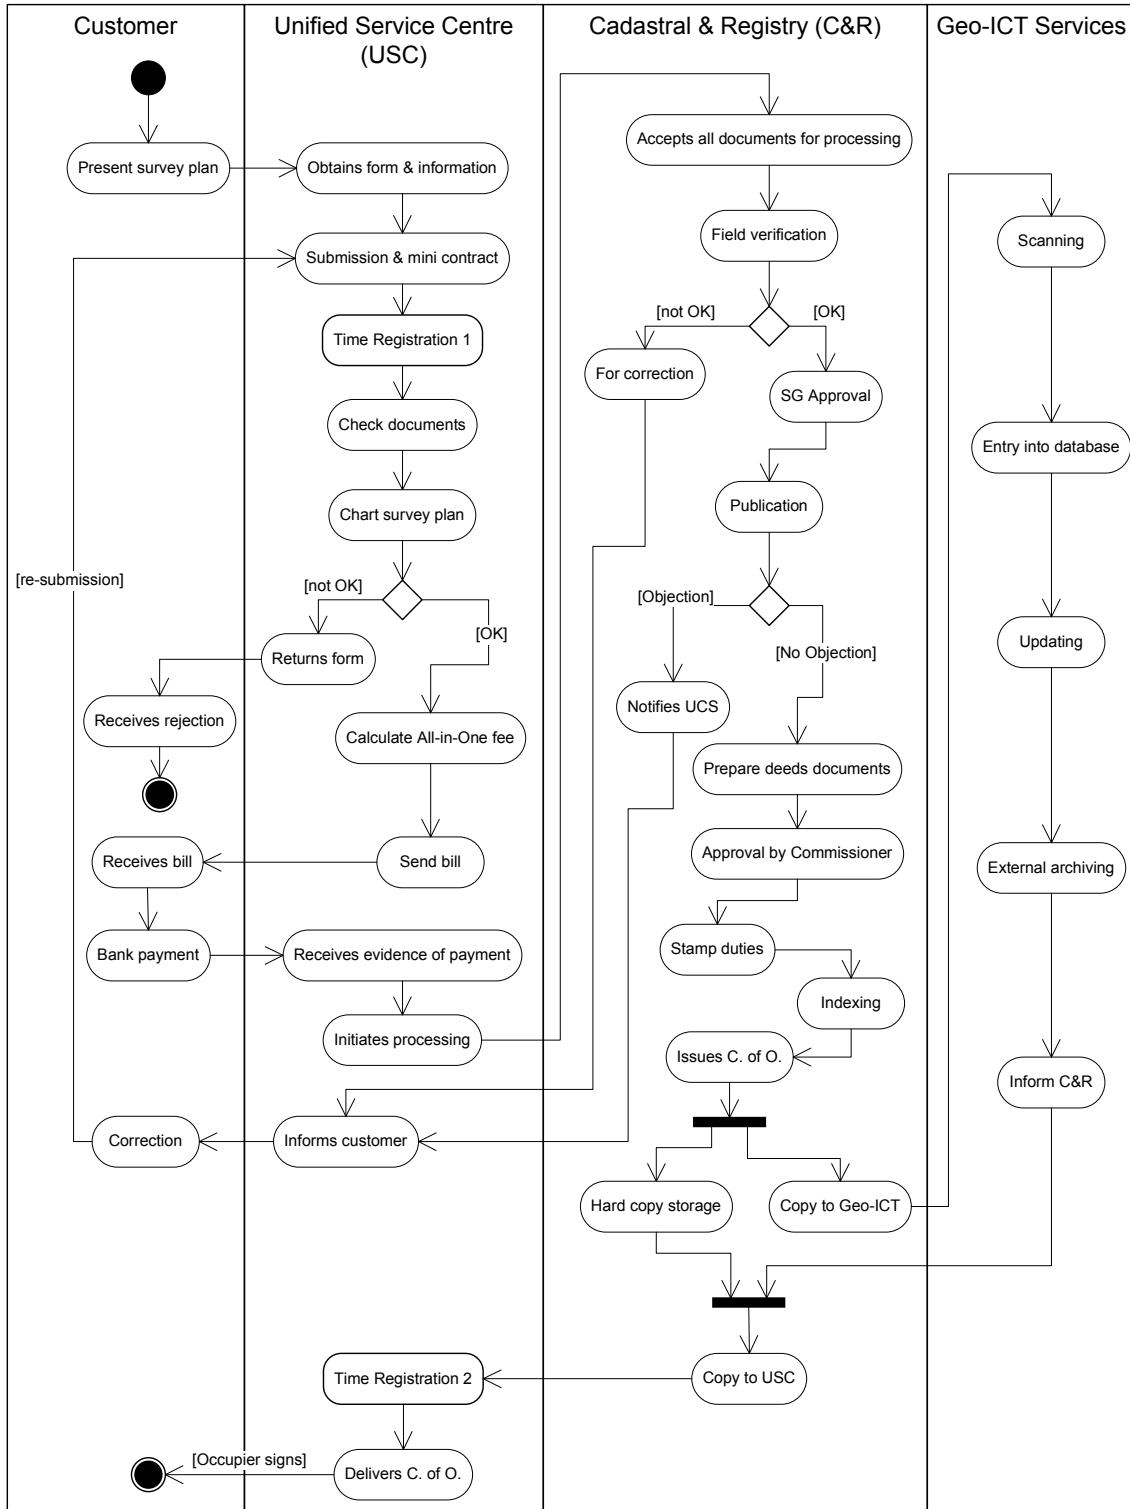 Customer
Unified Service Centre
(USC)
Cadastral & Registry (C&R)
Geo-ICT Services
Present survey plan
Obtains form & information
Submission & mini contract
Time Registration 1
Check documents
Chart survey plan
[re-submission]
[not OK]
[OK]
Returns form
Receives rejection
Calculate All-in-One fee
Receives bill
Send bill
Bank payment
Receives evidence of payment
Initiates processing
Correction
Informs customer
Time Registration 2
[Occupier signs]
Delivers C. of O.
Accepts all documents for processing
Field verification
[not OK]
[OK]
For correction
SG Approval
Publication
[Objection]
[No Objection]
Notifies UCS
Prepare deeds documents
Approval by Commissioner
Stamp duties
Indexing
Issues C. of O.
Hard copy storage
Copy to Geo-ICT
Copy to USC
Scanning
Entry into database
Updating
External archiving
Inform C&R